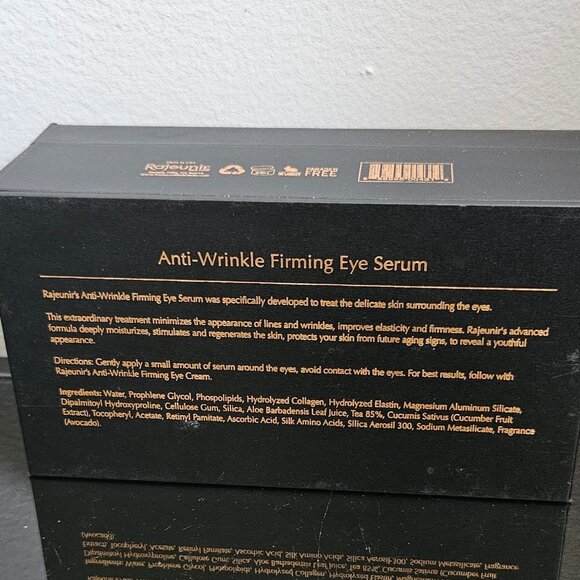 Rajeunir
PARABEN
FREE
Anti-Wrinkle Firming Eye Serum
Rajeunir's Anti-Wrinkle Firming Eye Serum was specifically developed to treat the delicate skin surrounding the eyes.
This extraordinary treatment minimizes the appearance of lines and wrinkles, improves elasticity and firmness. Rajeunir's advanced
formula deeply moisturizes, stimulates and regenerates the skin, protects your skin from future aging signs, to reveal a youthful
appearance.
Directions: Gently apply a small amount of serum around the eyes, avoid contact with the eyes. For best results, follow with
Rajeunir's Anti-Wrinkle Firming Eye Cream.
Ingredients: Water, Prophlene Glycol, Phospolipids, Hydrolyzed Collagen, Hydrolyzed Elastin, Magnesium Aluminum Silicate,
Dipalmitoyl Hydroxyproline, Cellulose Gum, Silica, Aloe Barbadensis Leaf Juice, Tea 85%, Cucumis Sativus (Cucumber Fruit
Extract), Tocopheryl, Acetate, Retinyl Pamitate, Ascorbic Acid, Silk Amino Acids, Silica Aerosil 300, Sodium Metasilicate, Fragrance
(Avocado).